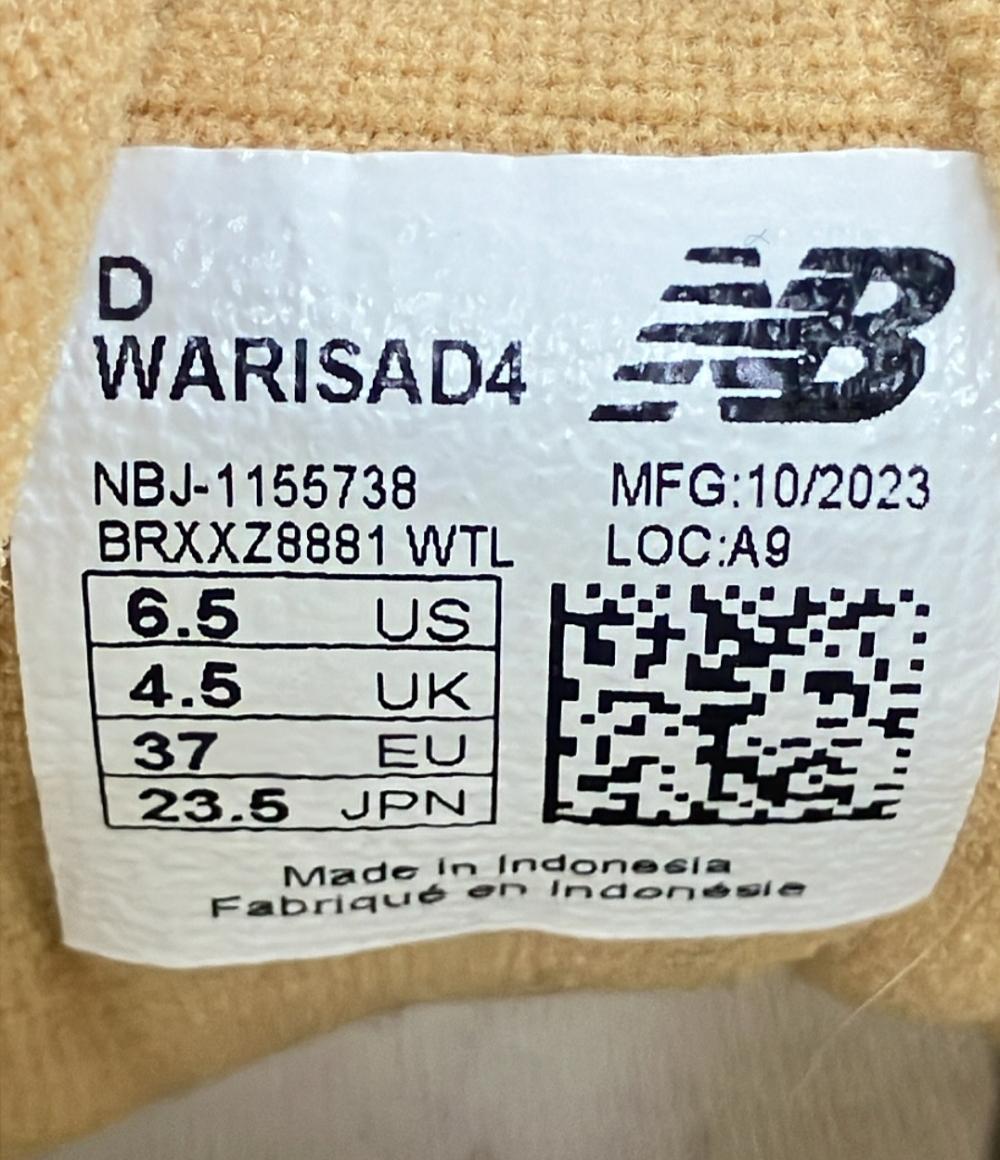 D
WARISAD4
NB
NBJ-1155738
MFG:10/2023
BRXXZ8881 WTL
LOC:A9
6.5 US
4.5 UK
37 EU
23.5 JPN
Made in Indonesia
Fabriqué en Indonésie